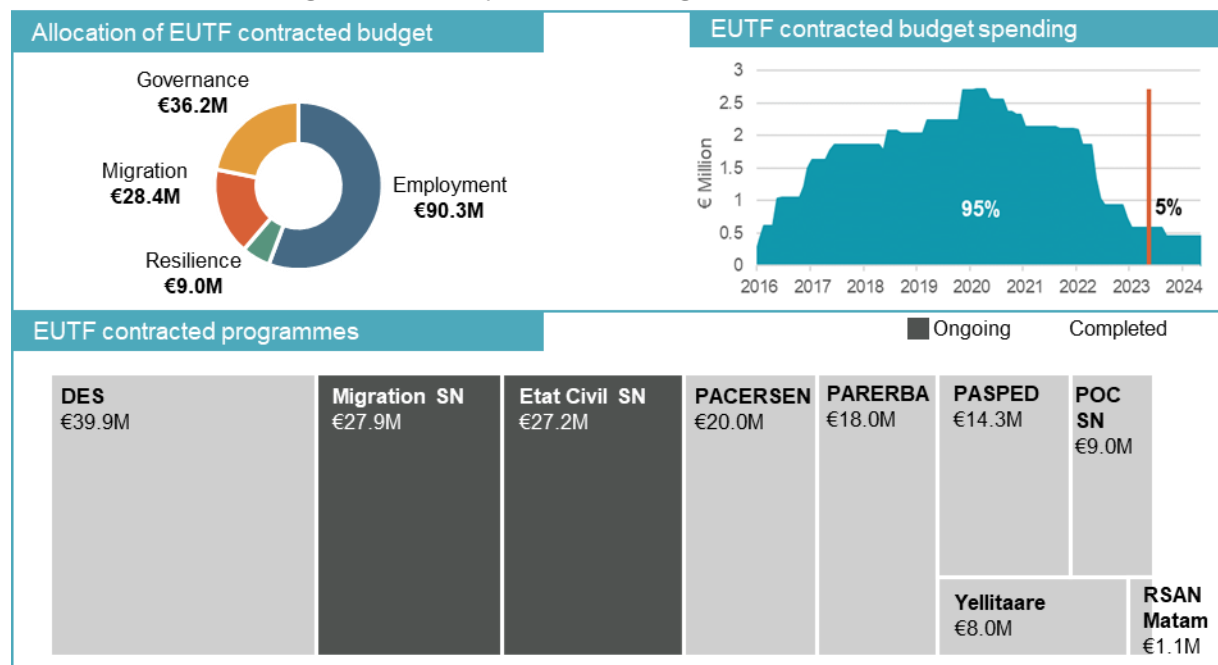 Allocation of EUTF contracted budget
Governance
€36.2M
Migration
€28.4M
Employment
€90.3M
Resilience
€9.0M
EUTF contracted budget spending
3
2.5
2
1.5
1
0.5
0
€ Million
95%
5%
2016 2017 2018 2019 2020 2021 2022 2023 2024
EUTF contracted programmes
Ongoing Completed
DES
€39.9M
Migration SN
€27.9M
Etat Civil SN
€27.2M
PACERSEN
€20.0M
PARERBA
€18.0M
PASPED
€14.3M
POC
SN
€9.0M
Yellitaare
€8.0M
RSAN
Matam
€1.1M